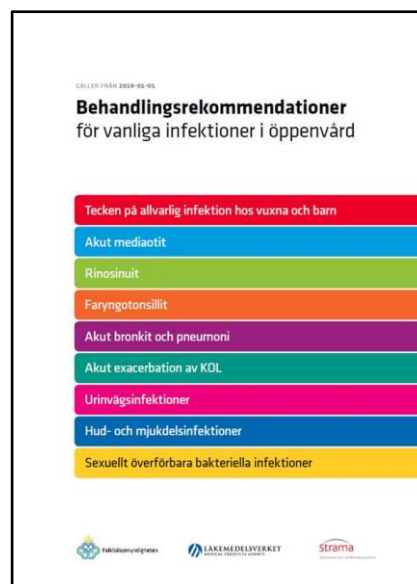 GÄLLER FRÅN 2019-01-01
Behandlingsrekommendationer
för vanliga infektioner i öppenvård
Tecken på allvarlig infektion hos vuxna och barn
Akut mediaotit
Rinosinuit
Faryngotonsillit
Akut bronkit och pneumoni
Akut exacerbation av KOL
Urinvägsinfektioner
Hud- och mjukdelsinfektioner
Sexuellt överförbara bakteriella infektioner
Folkhälsomyndigheten
LÄKEMEDELSVERKET
MEDICAL PRODUCTS AGENCY
strama